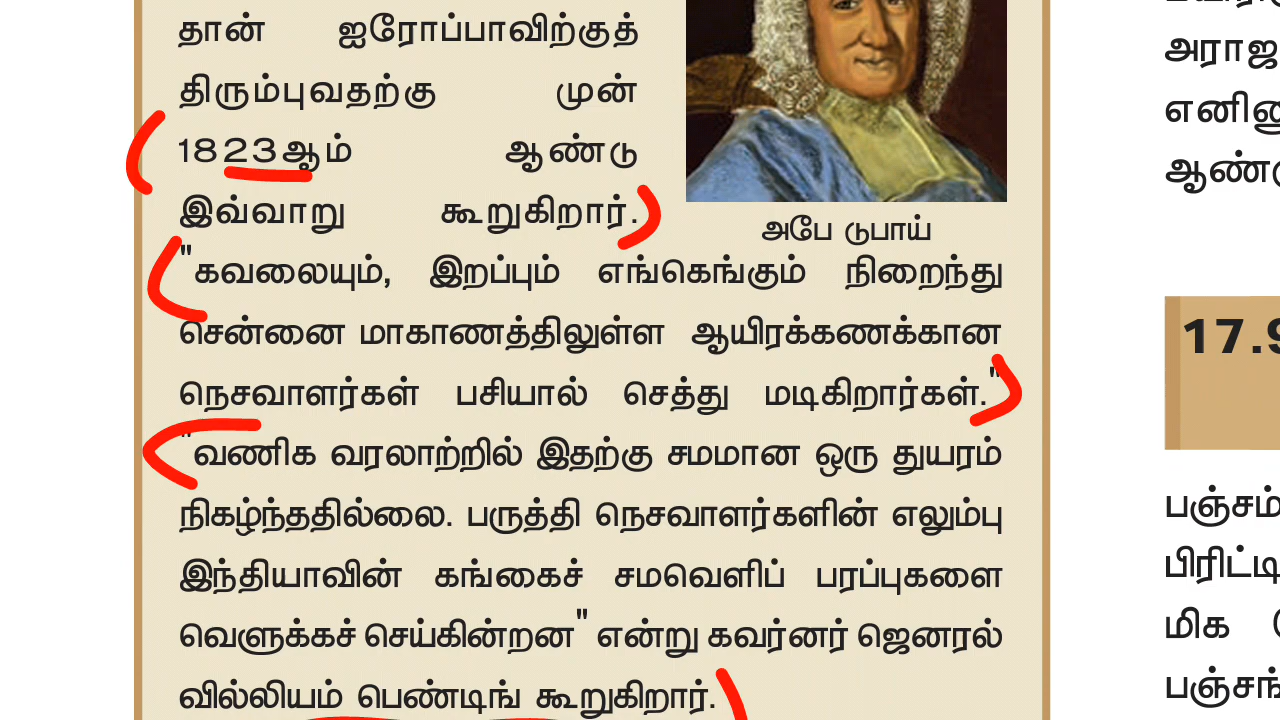 தான் ஐரோப்பாவிற்குத்
திரும்புவதற்கு முன்
1823ஆம் ஆண்டு
இவ்வாறு கூறுகிறார்.
அபே டுபாய்
"கவலையும், இறப்பும் எங்கெங்கும் நிறைந்து
சென்னை மாகாணத்திலுள்ள ஆயிரக்கணக்கான
நெசவாளர்கள் பசியால் செத்து மடிகிறார்கள்."
"வணிக வரலாற்றில் இதற்கு சமமான ஒரு துயரம்
நிகழ்ந்ததில்லை. பருத்தி நெசவாளர்களின் எலும்பு
இந்தியாவின் கங்கைச் சமவெளிப் பரப்புகளை
வெளுக்கச் செய்கின்றன" என்று கவர்னர் ஜெனரல்
வில்லியம் பெண்டிங் கூறுகிறார்.
அராஜ
எனினு
ஆண்டு
17.9
பஞ்சம்
பிரிட்டி
மிக
பஞ்சங்